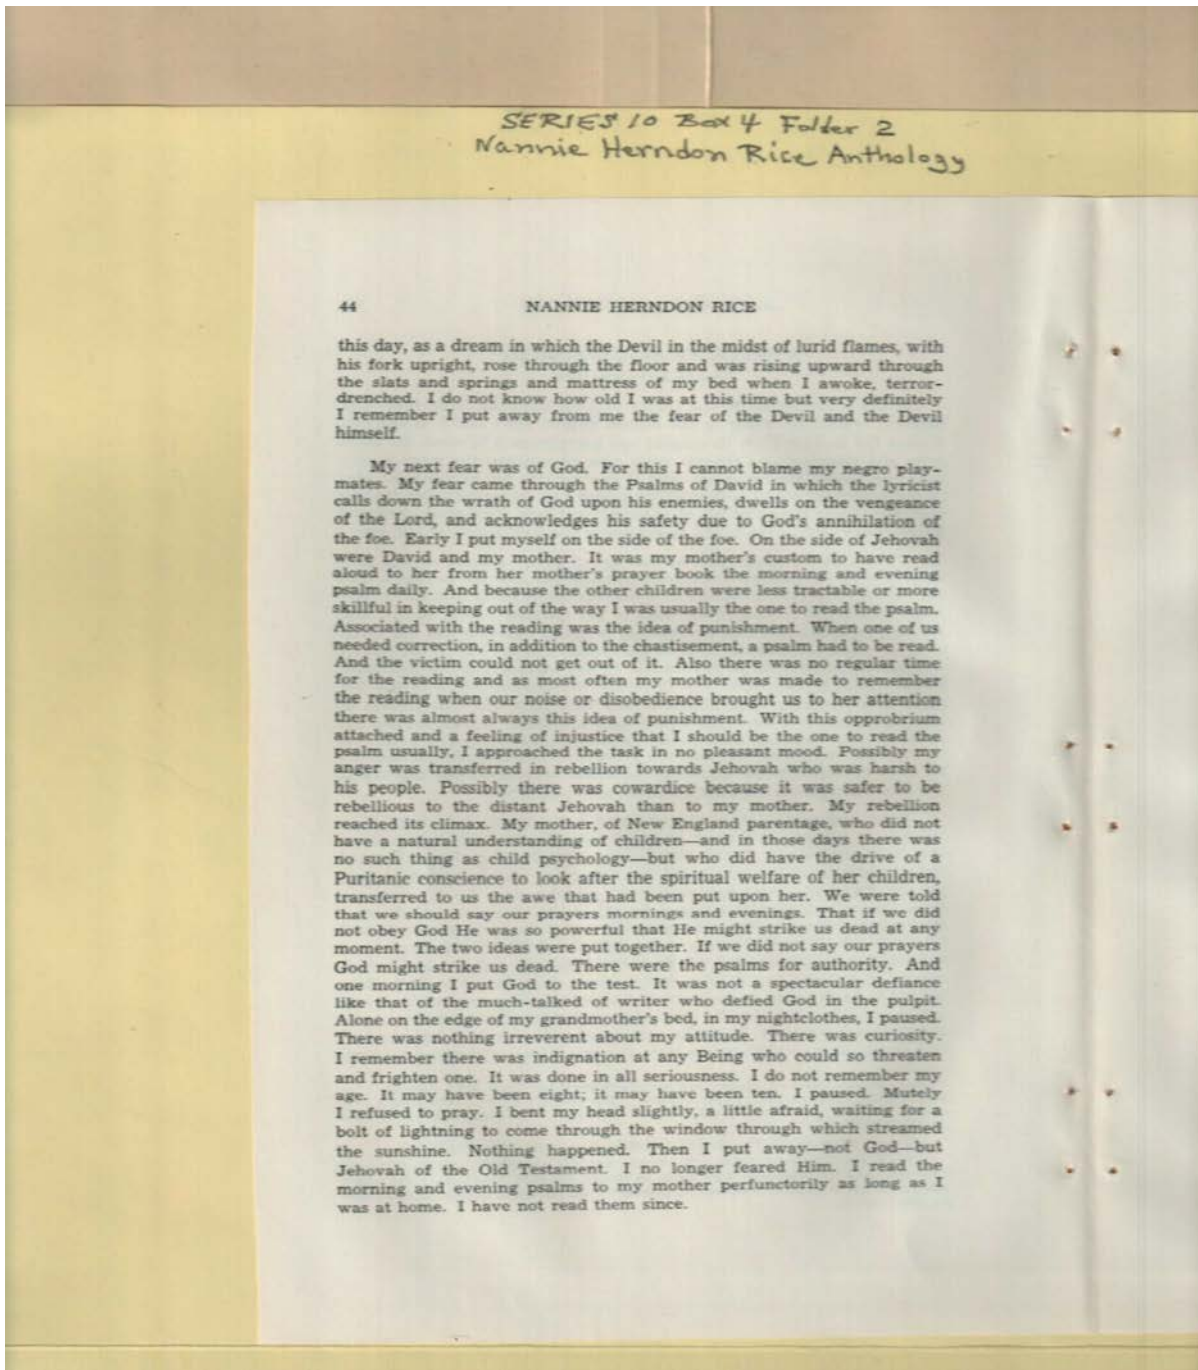 SERIES 10 Box 4 Folder 2
Nannie Herndon Rice Anthology
44 NANNIE HERNDON RICE
this day, as a dream in which the Devil in the midst of lurid flames, with
his fork upright, rose through the floor and was rising upward through
the slats and springs and mattress of my bed when I awoke, terror-
drenched. I do not know how old I was at this time but very definitely
I remember I put away from me the fear of the Devil and the Devil
himself.
My next fear was of God. For this I cannot blame my negro play-
mates. My fear came through the Psalms of David in which the lyricist
calls down the wrath of God upon his enemies, dwells on the vengeance
of the Lord, and acknowledges his safety due to God's annihilation of
the foe. Early I put myself on the side of the foe. On the side of Jehovah
were David and my mother. It was my mother's custom to have read
aloud to her from her mother's prayer book the morning and evening
psalm daily. And because the other children were less tractable or more
skillful in keeping out of the way I was usually the one to read the psalm.
Associated with the reading was the idea of punishment. When one of us
needed correction, in addition to the chastisement, a psalm had to be read.
And the victim could not get out of it. Also there was no regular time
for the reading and as most often my mother was made to remember
the reading when our noise or disobedience brought us to her attention
there was almost always this idea of punishment. With this opprobrium
attached and a feeling of injustice that I should be the one to read the
psalm usually, I approached the task in no pleasant mood. Possibly my
anger was transferred in rebellion towards Jehovah who was harsh to
his people. Possibly there was cowardice because it was safer to be
rebellious to the distant Jehovah than to my mother. My rebellion
reached its climax. My mother, of New England parentage, who did not
have a natural understanding of children—and in those days there was
no such thing as child psychology—but who did have the drive of a
Puritanic conscience to look after the spiritual welfare of her children,
transferred to us the awe that had been put upon her. We were told
that we should say our prayers mornings and evenings. That if we did
not obey God He was so powerful that He might strike us dead at any
moment. The two ideas were put together. If we did not say our prayers
God might strike us dead. There were the psalms for authority. And
one morning I put God to the test. It was not a spectacular defiance
like that of the much-talked of writer who defied God in the pulpit.
Alone on the edge of my grandmother's bed, in my nightclothes, I paused.
There was nothing irreverent about my attitude. There was curiosity.
I remember there was indignation at any Being who could so threaten
and frighten one. It was done in all seriousness. I do not remember my
age. It may have been eight; it may have been ten. I paused. Mutely
I refused to pray. I bent my head slightly, a little afraid, waiting for a
bolt of lightning to come through the window through which streamed
the sunshine. Nothing happened. Then I put away—not God—but
Jehovah of the Old Testament. I no longer feared Him. I read the
morning and evening psalms to my mother perfunctorily as long as I
was at home. I have not read them since.